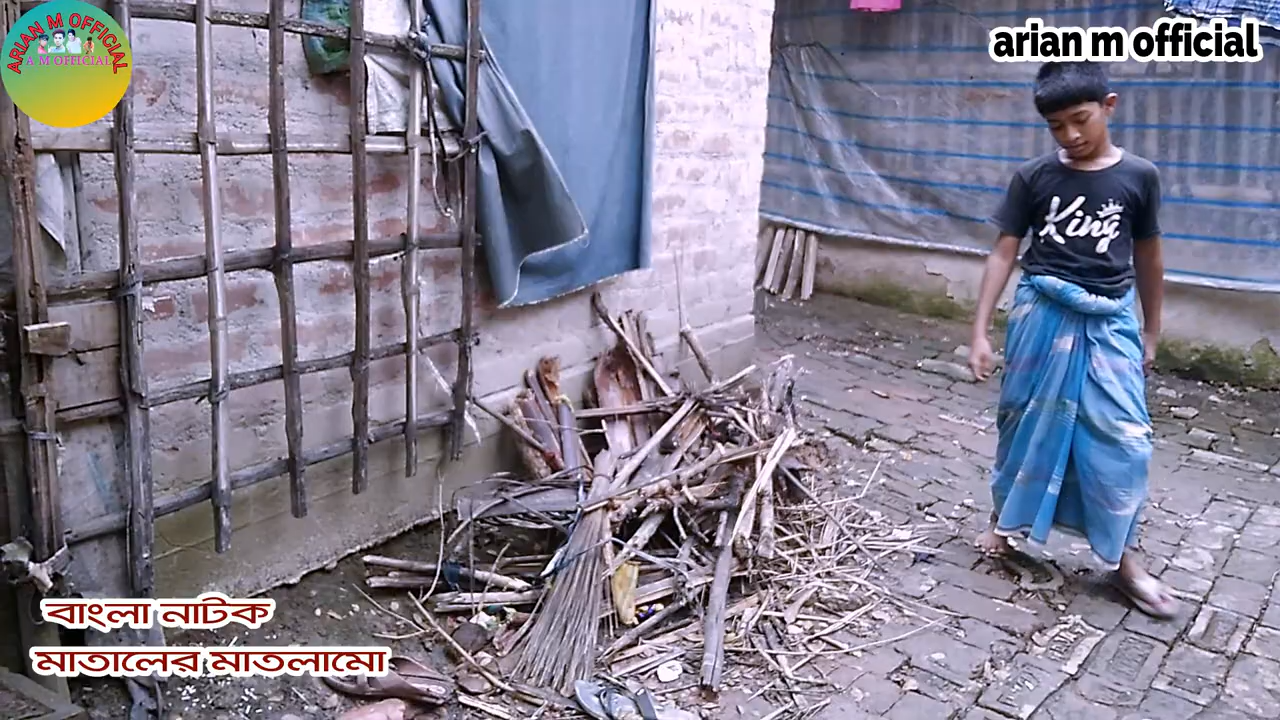 ARIAN M OFFICIAL
A M OFFICIAL
arian m official
King
বাংলা নাটক
মাতালের মাতলামো